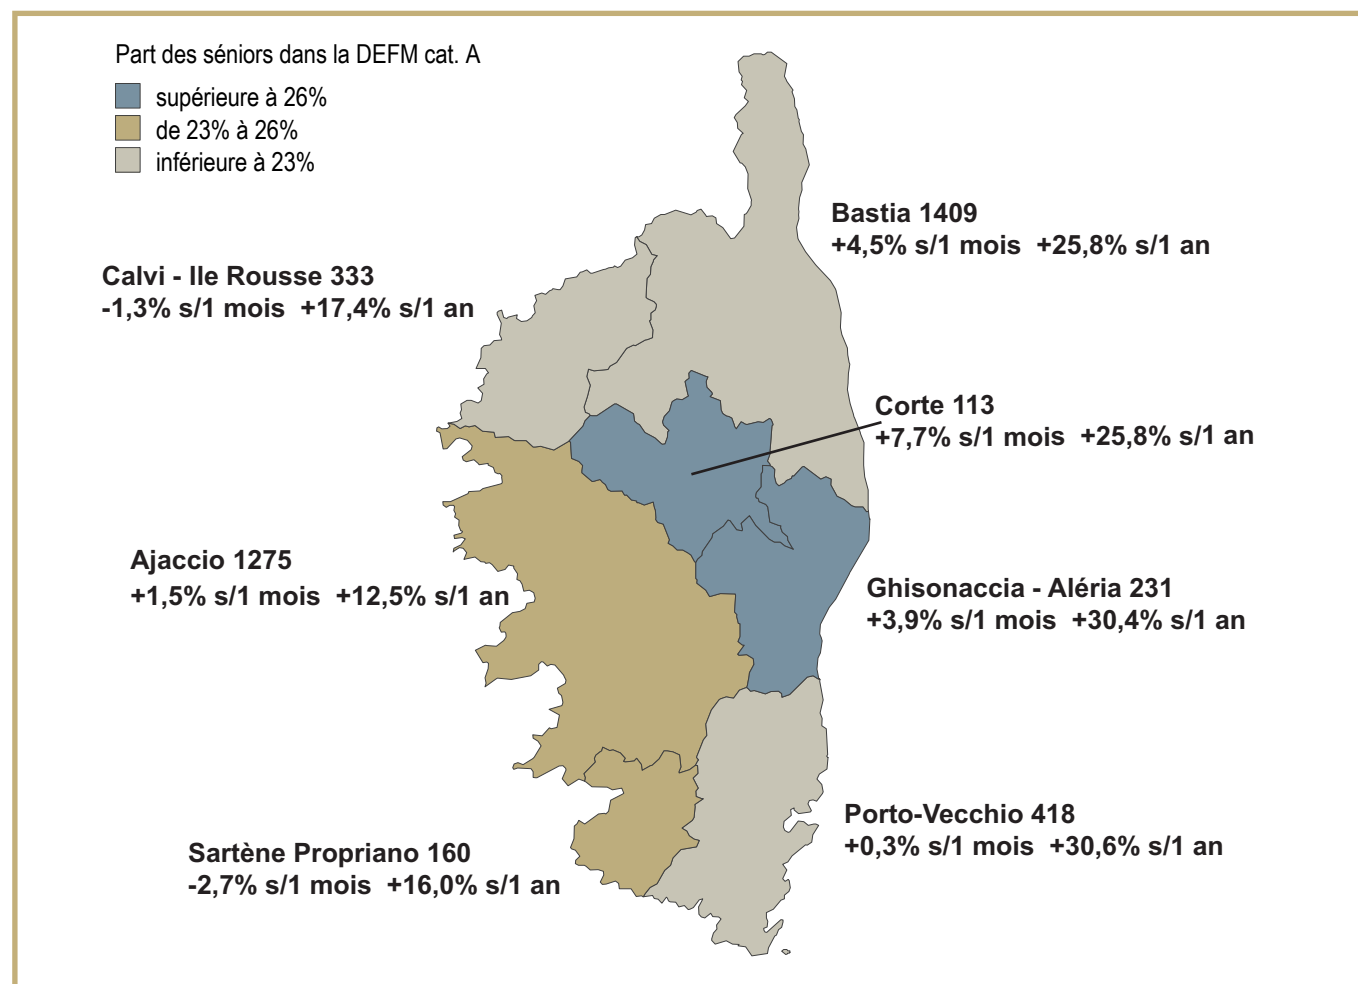 Part des séniors dans la DEFM cat. A
supérieure à 26%
de 23% à 26%
inférieure à 23%
Bastia 1409
+4,5% s/1 mois +25,8% s/1 an
Calvi - Ile Rousse 333
-1,3% s/1 mois +17,4% s/1 an
Corte 113
+7,7% s/1 mois +25,8% s/1 an
Ajaccio 1275
+1,5% s/1 mois +12,5% s/1 an
Ghisonaccia - Aléria 231
+3,9% s/1 mois +30,4% s/1 an
Porto-Vecchio 418
+0,3% s/1 mois +30,6% s/1 an
Sartène Propriano 160
-2,7% s/1 mois +16,0% s/1 an